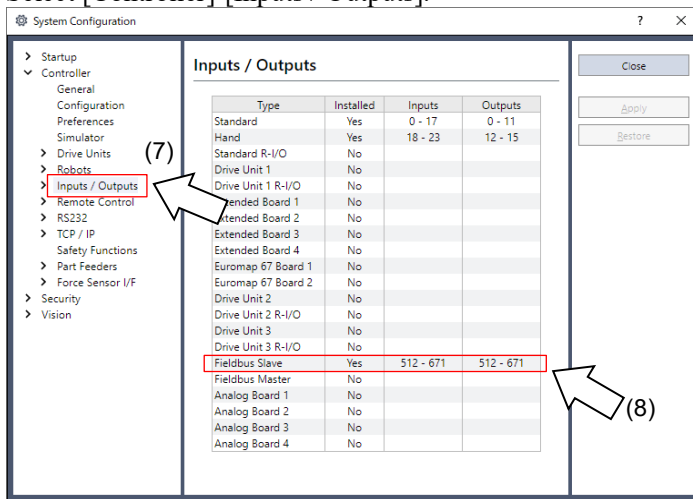 Select [Controller]-[Inputs / Outputs].
System Configuration
? ×
Startup
Controller
General
Configuration
Preferences
Simulator
Drive Units
Robots
Inputs / Outputs
Remote Control
RS232
TCP / IP
Safety Functions
Part Feeders
Force Sensor I/F
Security
Vision
(7)
Inputs / Outputs
Type Installed Inputs Outputs
Standard Yes 0 - 17 0 - 11
Hand Yes 18 - 23 12 - 15
Standard R-I/O No
Drive Unit 1 No
Drive Unit 1 R-I/O No
ended Board 1 No
xtended Board 2 No
Extended Board 3 No
Extended Board 4 No
Euromap 67 Board 1 No
Euromap 67 Board 2 No
Drive Unit 2 No
Drive Unit 2 R-I/O No
Drive Unit 3 No
Drive Unit 3 R-I/O No
Fieldbus Slave Yes 512 - 671 512 - 671
Fieldbus Master No
Analog Board 1 No
Analog Board 2 No
Analog Board 3 No
Analog Board 4 No
(8)
Close
Apply
Restore